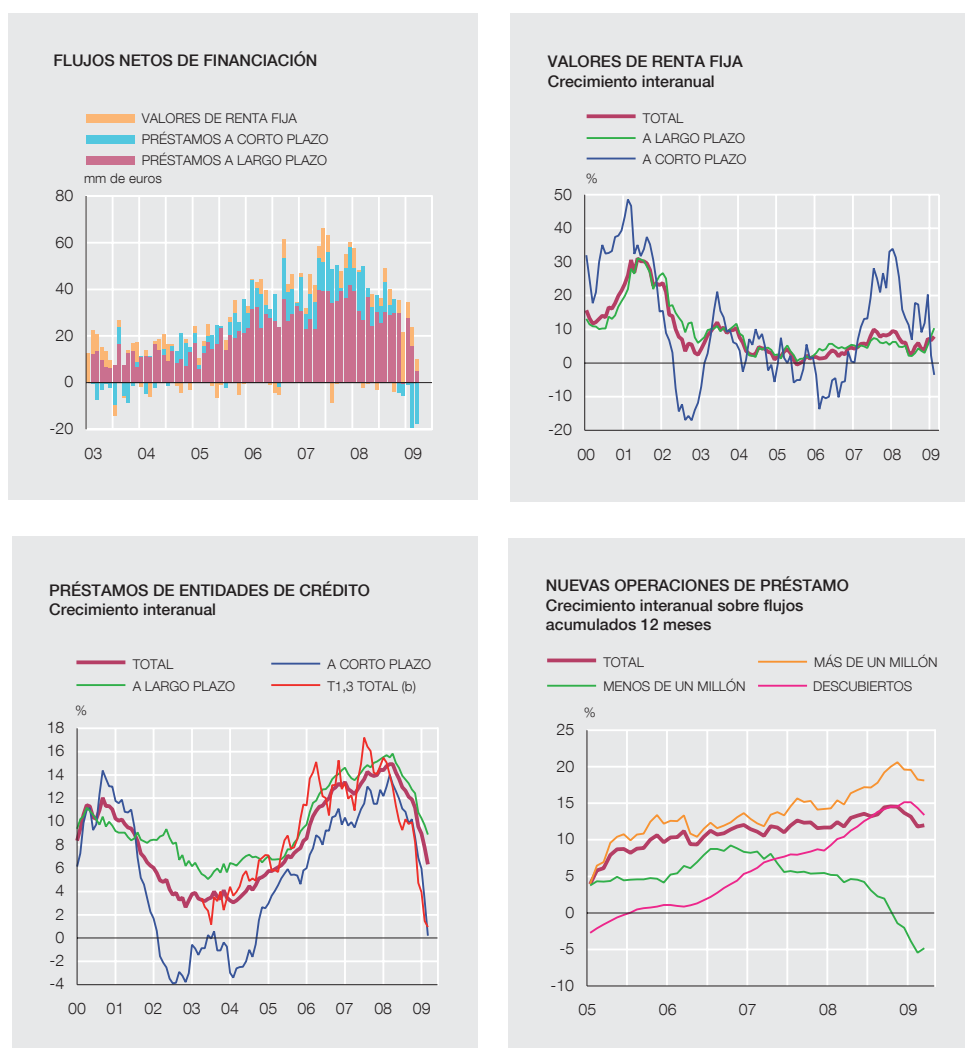 FLUJOS NETOS DE FINANCIACIÓN
VALORES DE RENTA FIJA
PRÉSTAMOS A CORTO PLAZO
PRÉSTAMOS A LARGO PLAZO
mm de euros
80
60
40
20
0
-20
03 04 05 06 07 08 09
VALORES DE RENTA FIJA
Crecimiento interanual
TOTAL
A LARGO PLAZO
A CORTO PLAZO
%
50
40
30
20
10
0
-10
-20
00 01 02 03 04 05 06 07 08 09
PRÉSTAMOS DE ENTIDADES DE CRÉDITO
Crecimiento interanual
TOTAL A CORTO PLAZO
A LARGO PLAZO T1,3 TOTAL (b)
%
18
16
14
12
10
8
6
4
2
0
-2
-4
00 01 02 03 04 05 06 07 08 09
NUEVAS OPERACIONES DE PRÉSTAMO
Crecimiento interanual sobre flujos
acumulados 12 meses
TOTAL MÁS DE UN MILLÓN
MENOS DE UN MILLÓN DESCUBIERTOS
%
25
20
15
10
5
0
-5
-10
05 06 07 08 09